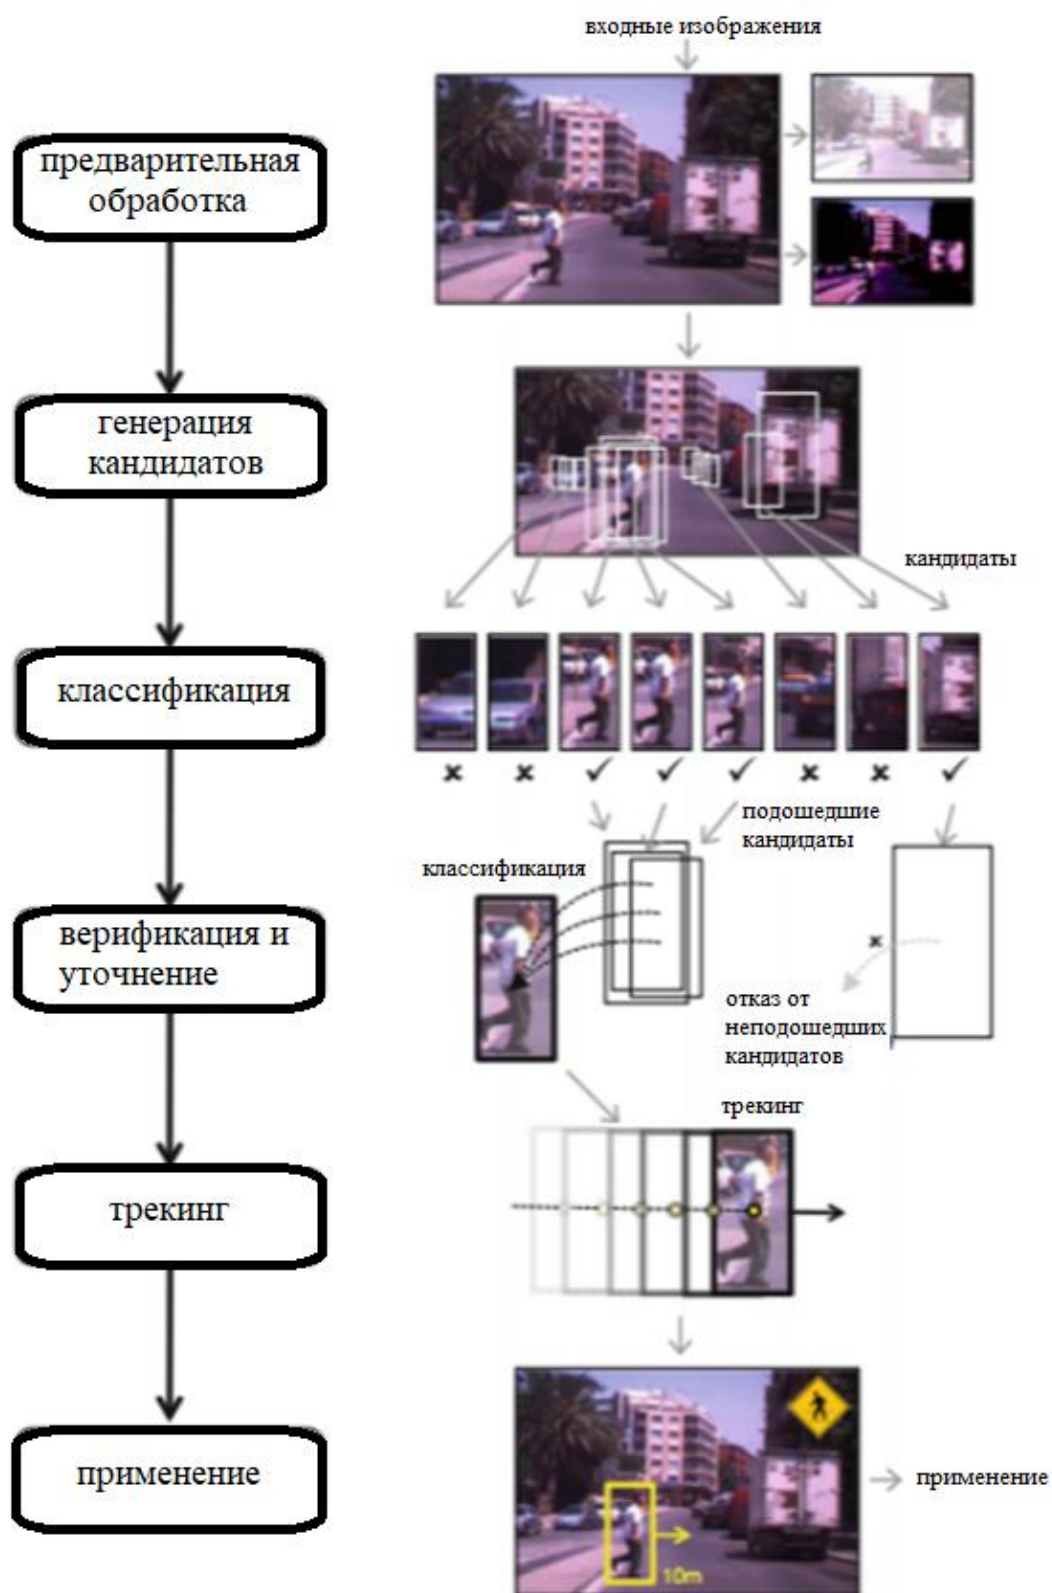 входные изображения
предварительная
обработка
генерация
кандидатов
кандидаты
классификация
подошедшие
кандидаты
классификация
верификация и
уточнение
отказ от
неподошедших
кандидатов
трекинг
трекинг
10m
применение
применение